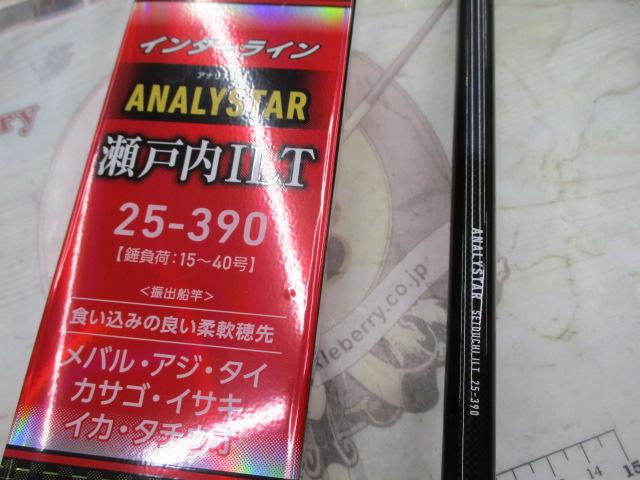 インターライン
アナリスター
ANALYSTAR
瀬戸内ILT
25-390
【錘負荷:15〜40号】
<振出船竿>
食い込みの良い柔軟穂先
メバル・アジ・タイ
カサゴ・イサキ
イカ・タチウオ
ANALYSTAR SETOUCHI ILT 25-390
kleberry.co.jp
15